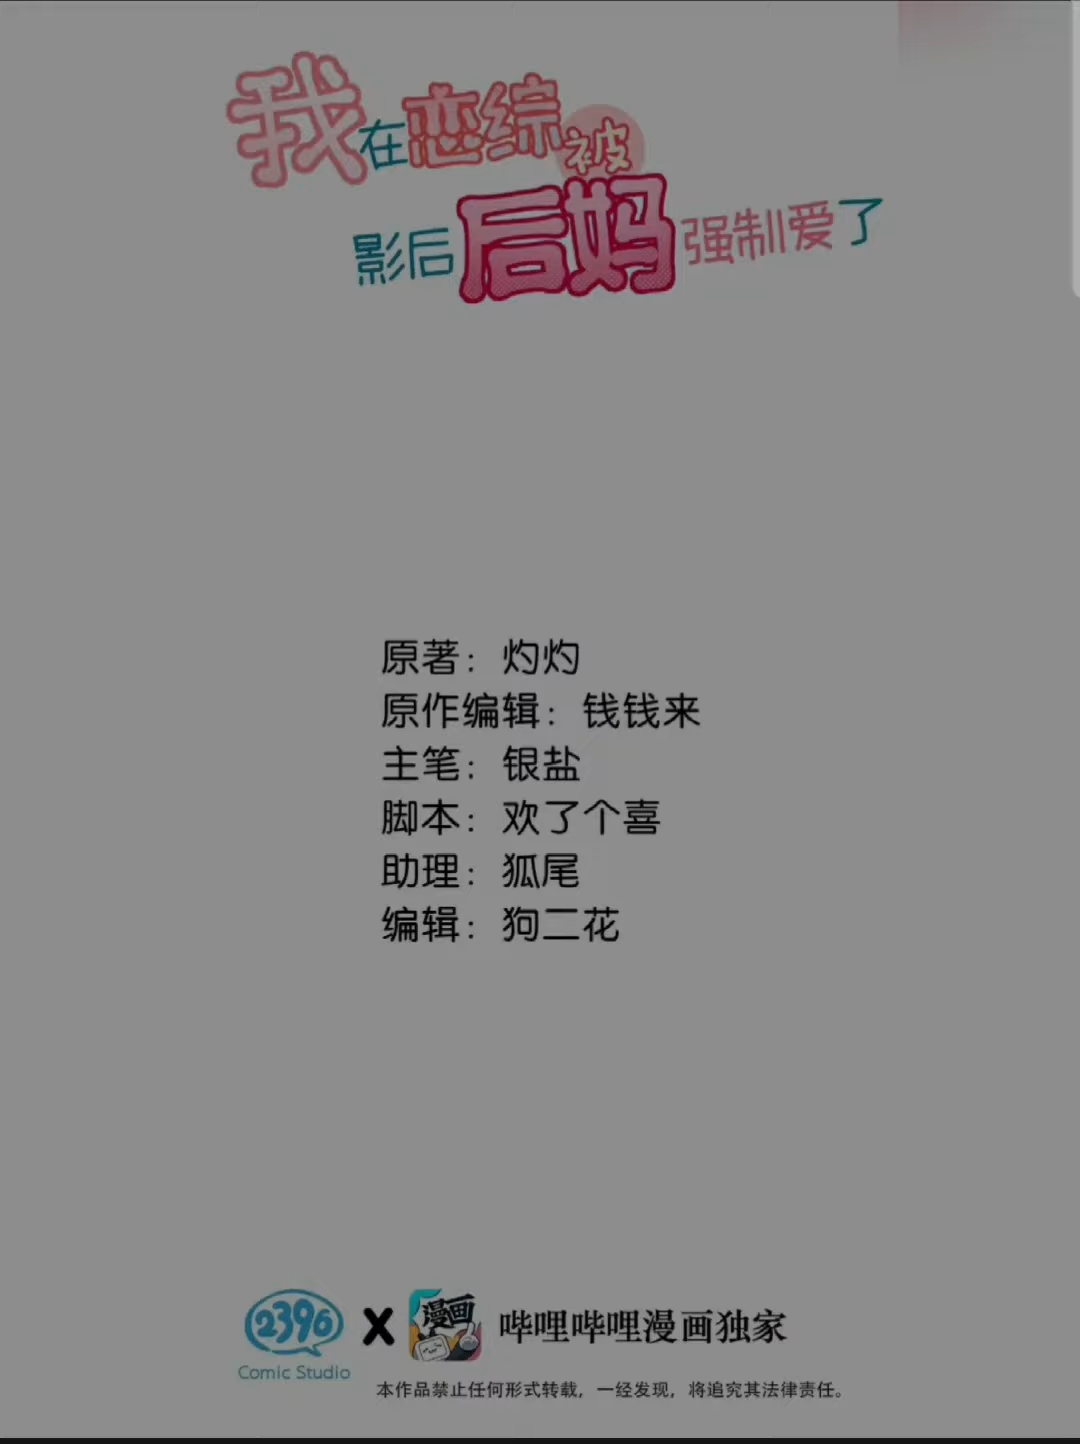 我在恋综被
影后后妈强制爱了
原著：灼灼
原作编辑：钱钱来
主笔：银盐
脚本：欢了个喜
助理：狐尾
编辑：狗二花
2396 X 漫画 哔哩哔哩漫画独家
Comic Studio
本作品禁止任何形式转载，一经发现，将追究其法律责任。